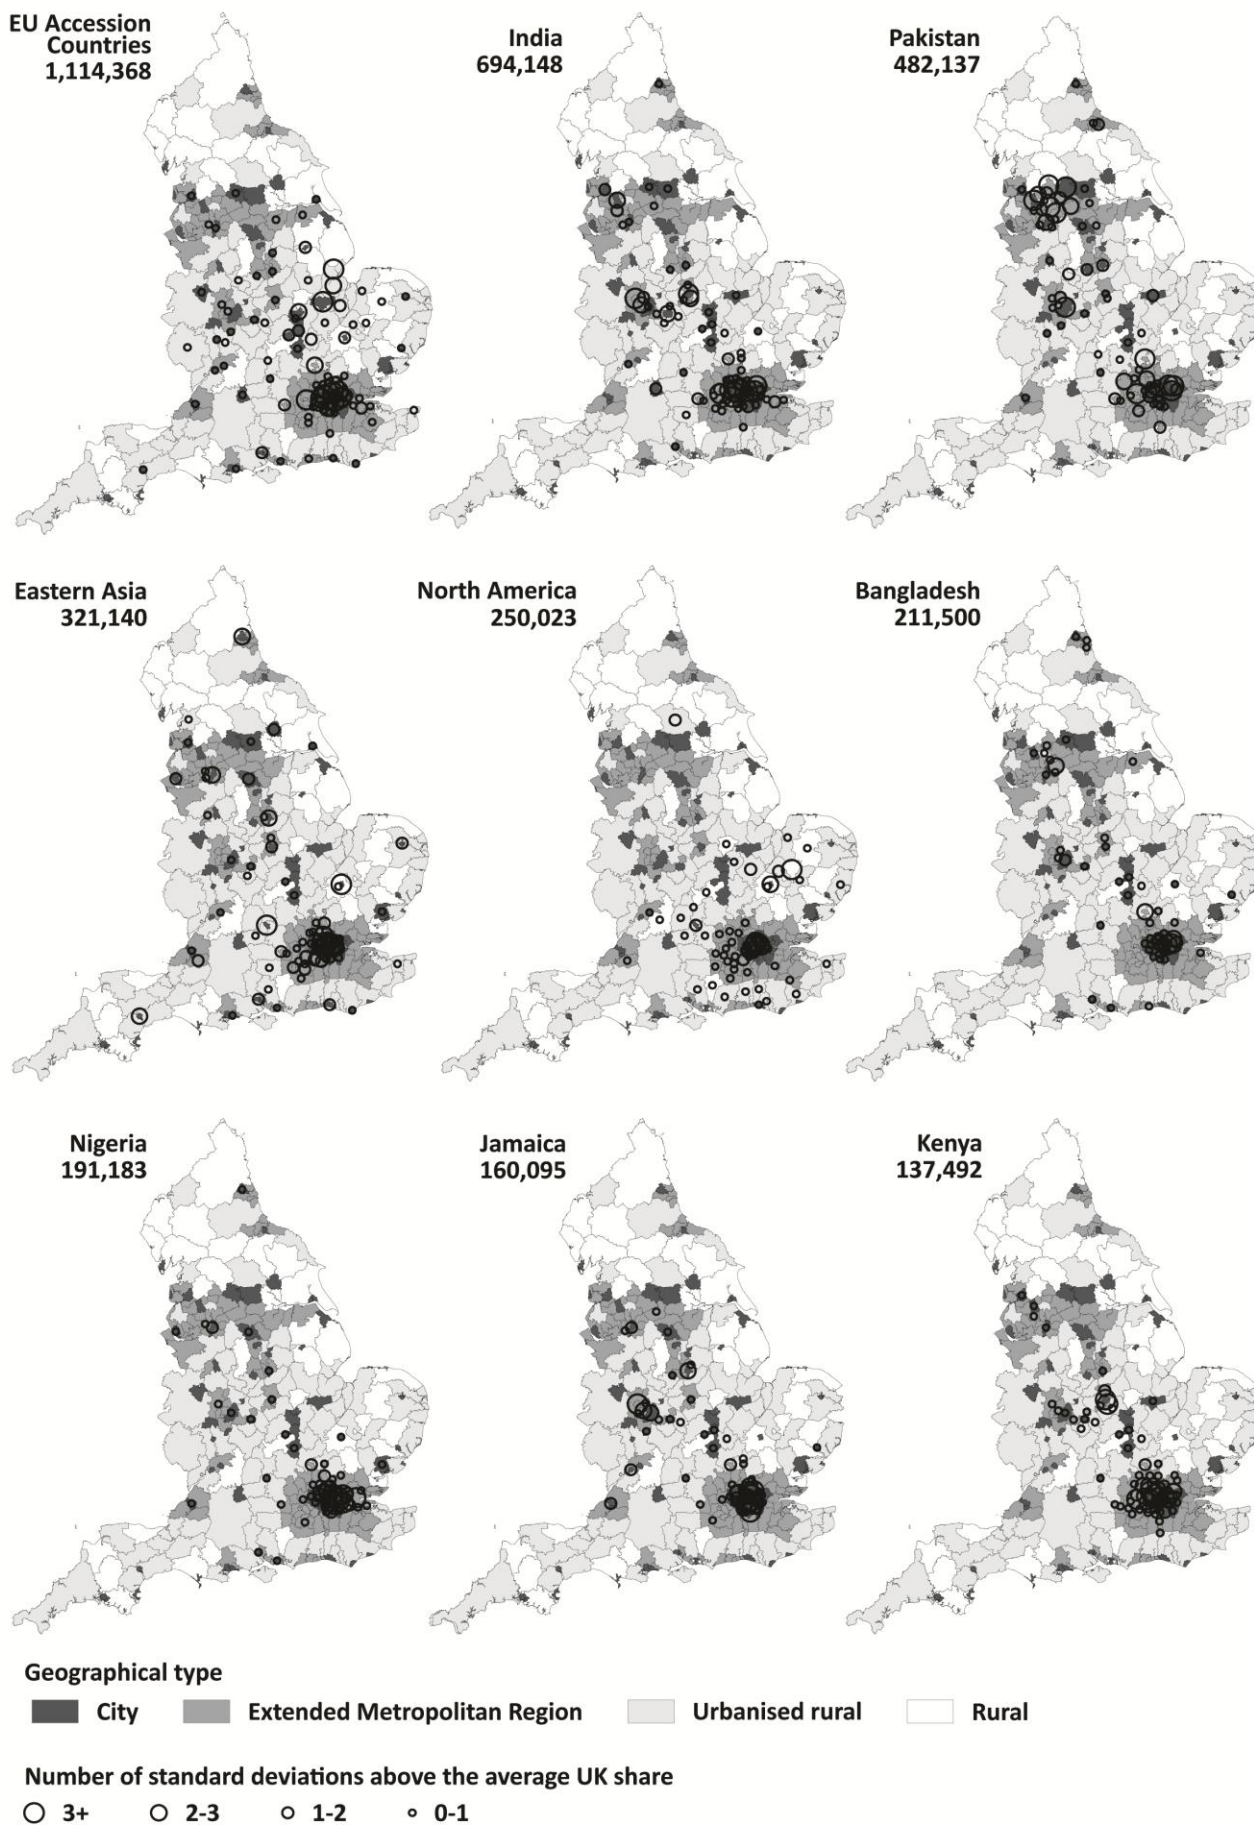 EU Accession
Countries
1,114,368
India
694,148
Pakistan
482,137
Eastern Asia
321,140
North America
250,023
Bangladesh
211,500
Nigeria
191,183
Jamaica
160,095
Kenya
137,492
Geographical type
City
Extended Metropolitan Region
Urbanised rural
Rural
Number of standard deviations above the average UK share
3+
2-3
1-2
0-1